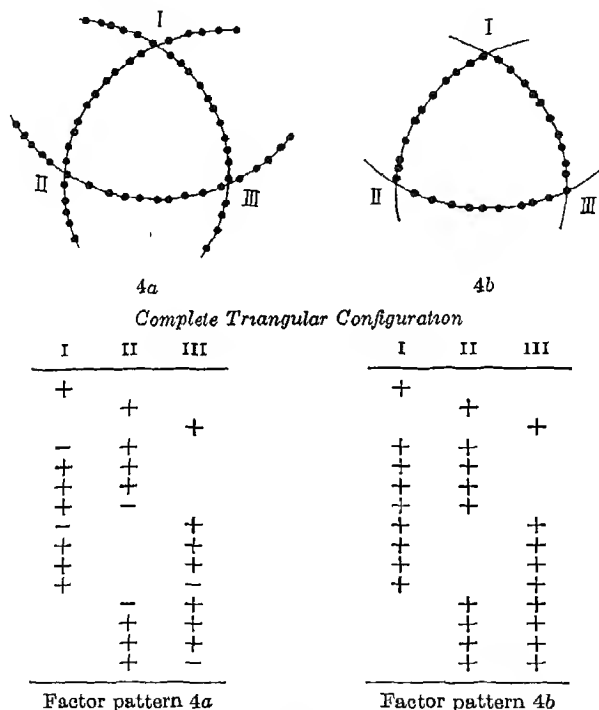 I I
II III II III
4a 4b
Complete Triangular Configuration
I II III I II III
+ +
+ +
+ +
− + + +
+ + + +
+ + + +
+ − + +
− + + +
+ + + +
+ + + +
+ − + +
− + + +
+ + + +
+ + + +
+ − + +
Factor pattern 4a Factor pattern 4b